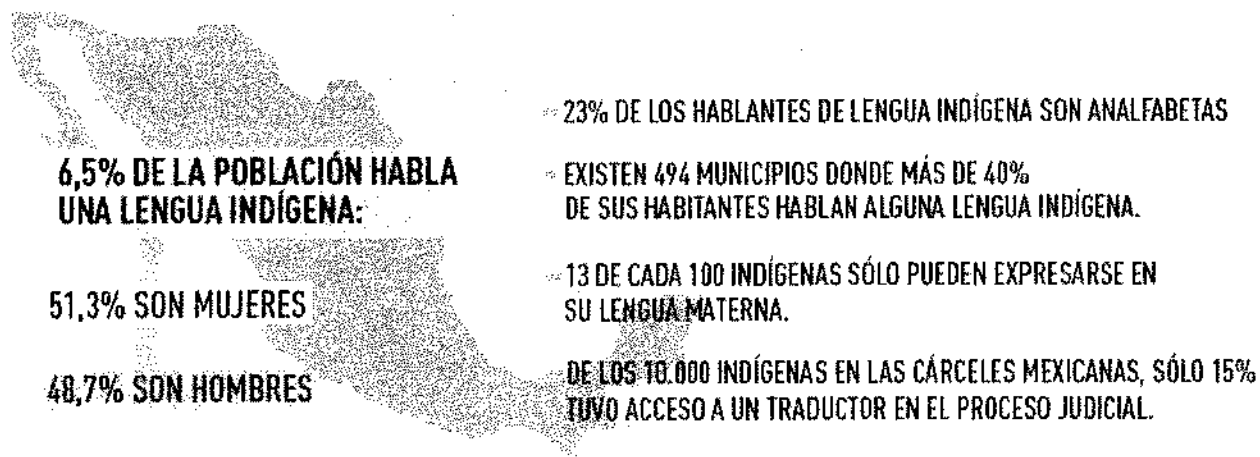 6,5% DE LA POBLACIÓN HABLA
UNA LENGUA INDÍGENA:
51,3% SON MUJERES
48,7% SON HOMBRES
23% DE LOS HABLANTES DE LENGUA INDÍGENA SON ANALFABETAS
EXISTEN 494 MUNICIPIOS DONDE MÁS DE 40%
DE SUS HABITANTES HABLAN ALGUNA LENGUA INDÍGENA.
13 DE CADA 100 INDÍGENAS SÓLO PUEDEN EXPRESARSE EN
SU LENGUA MATERNA.
DE LOS 10.000 INDÍGENAS EN LAS CÁRCELES MEXICANAS, SÓLO 15%
TUVO ACCESO A UN TRADUCTOR EN EL PROCESO JUDICIAL.